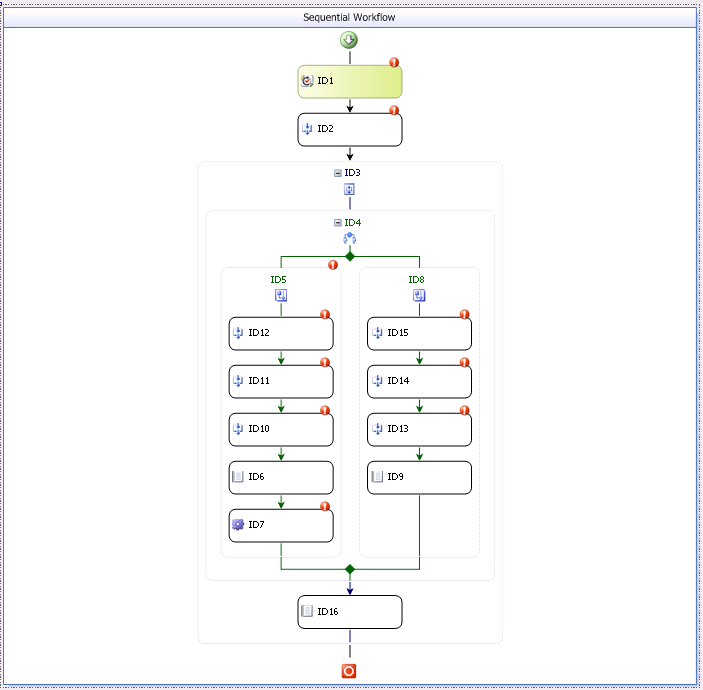 Sequential Workflow
ID1
ID2
ID3
ID4
ID5
ID12
ID11
ID10
ID6
ID7
ID8
ID15
ID14
ID13
ID9
ID16